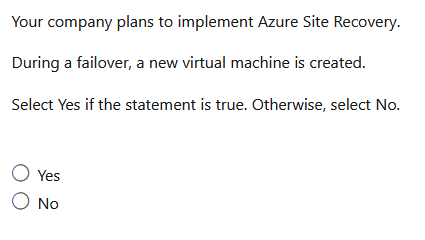 Your company plans to implement Azure Site Recovery.
During a failover, a new virtual machine is created.
Select Yes if the statement is true. Otherwise, select No.
Yes
No